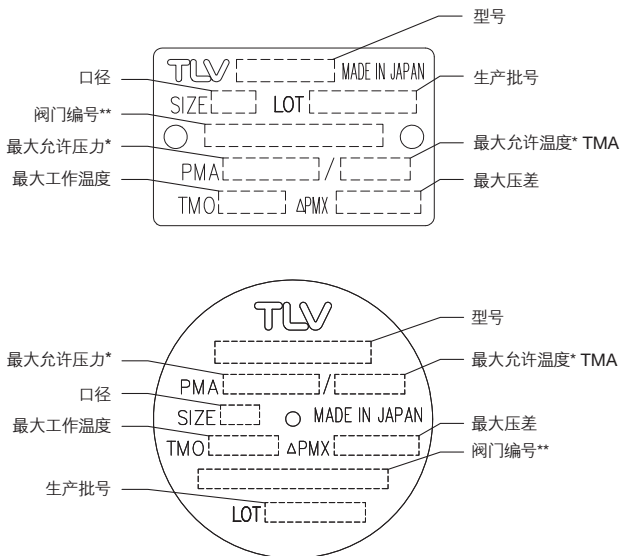 型号
TLV MADE IN JAPAN
口径 生产批号
SIZE LOT
阀门编号**
最大允许压力* 最大允许温度* TMA
PMA /
最大工作温度 最大压差
TMO ΔPMX
TLV
型号
最大允许压力* 最大允许温度* TMA
PMA /
口径
SIZE MADE IN JAPAN
最大工作温度 最大压差
TMO ΔPMX
阀门编号**
生产批号
LOT